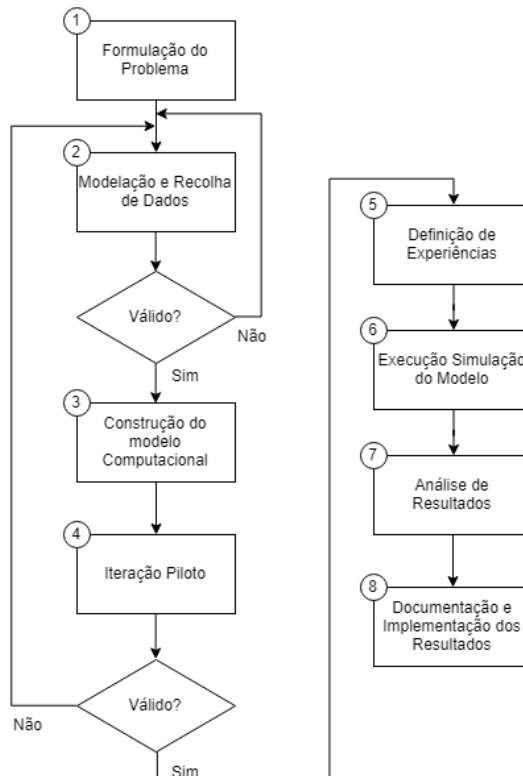 1
Formulação do
Problema
2
Modelação e Recolha
de Dados
Válido?
Não
Sim
3
Construção do
modelo
Computacional
4
Iteração Piloto
Válido?
Não
Sim
5
Definição de
Experiências
6
Execução Simulação
do Modelo
7
Análise de
Resultados
8
Documentação e
Implementação dos
Resultados